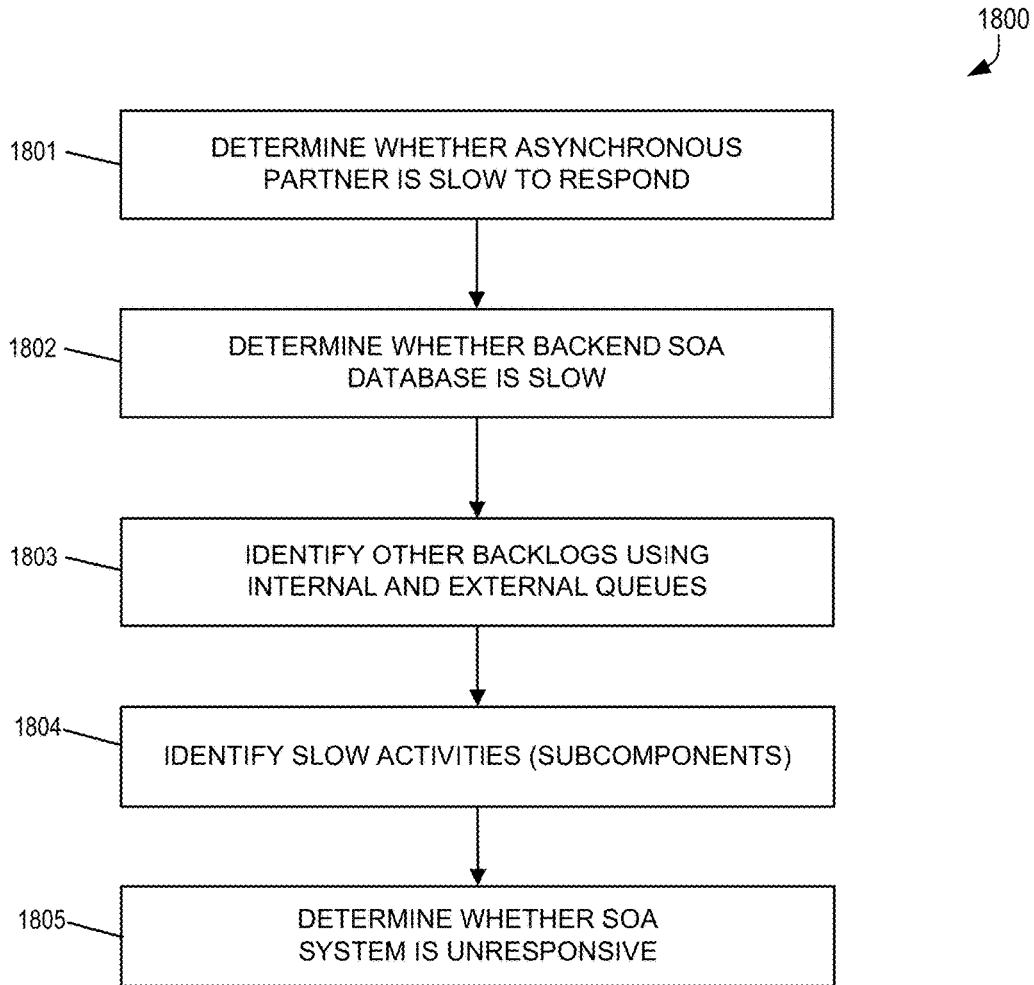 1800
1801
DETERMINE WHETHER ASYNCHRONOUS
PARTNER IS SLOW TO RESPOND
1802
DETERMINE WHETHER BACKEND SOA
DATABASE IS SLOW
1803
IDENTIFY OTHER BACKLOGS USING
INTERNAL AND EXTERNAL QUEUES
1804
IDENTIFY SLOW ACTIVITIES (SUBCOMPONENTS)
1805
DETERMINE WHETHER SOA
SYSTEM IS UNRESPONSIVE